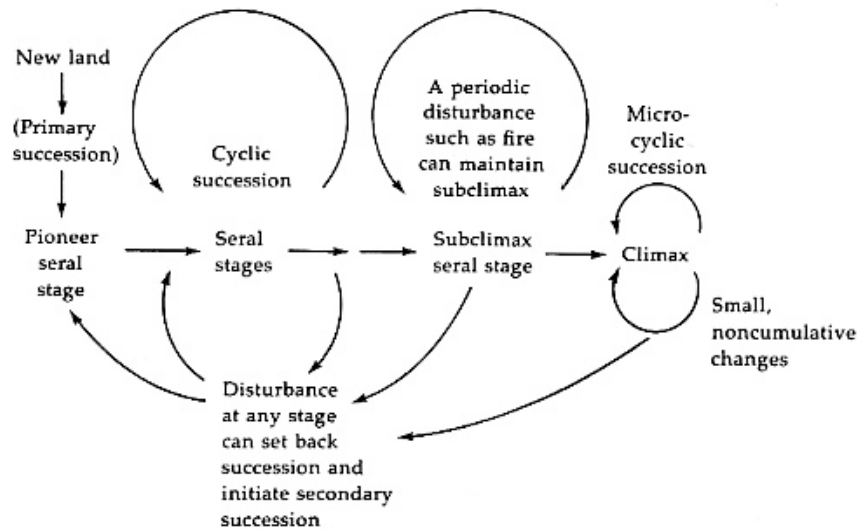 New land
(Primary
succession)
Pioneer
seral
stage
Cyclic
succession
Seral
stages
A periodic
disturbance
such as fire
can maintain
subclimax
Subclimax
seral stage
Micro-
cyclic
succession
Climax
Small,
noncumulative
changes
Disturbance
at any stage
can set back
succession and
initiate secondary
succession